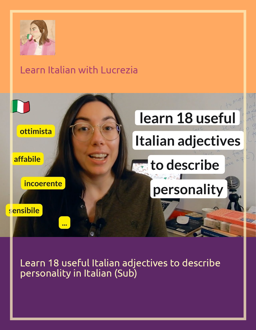 Learn Italian with Lucrezia
learn 18 useful
Italian adjectives
to describe
personality
ottimista
affabile
incoerente
sensibile
...
Learn 18 useful Italian adjectives to describe
personality in Italian (Sub)